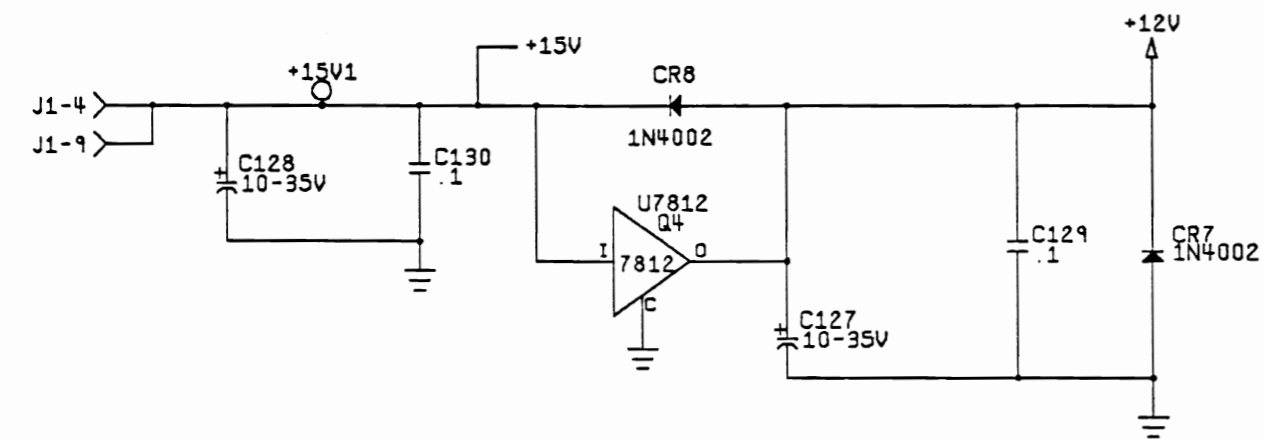 +12V
+15V
+15V1
CR8
J1-4
1N4002
J1-9
C128
+
10-35V
C130
.1
U7812
Q4
I
7812
O
C
C129
.1
CR7
1N4002
C127
+
10-35V